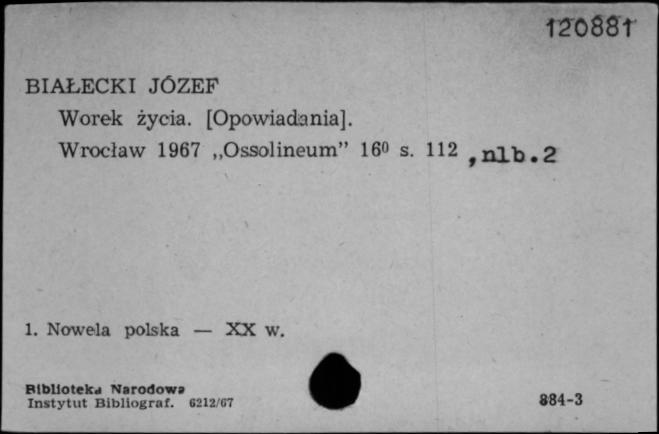 120881
BIAŁECKI JÓZEF
Worek życia. [Opowiadania].
Wrocław 1967 „Ossolineum” 16⁰ s. 112 ,nlb.2
1. Nowela polska — XX w.
Biblioteka Narodowa
Instytut Bibliograf. 6212/67
884-3